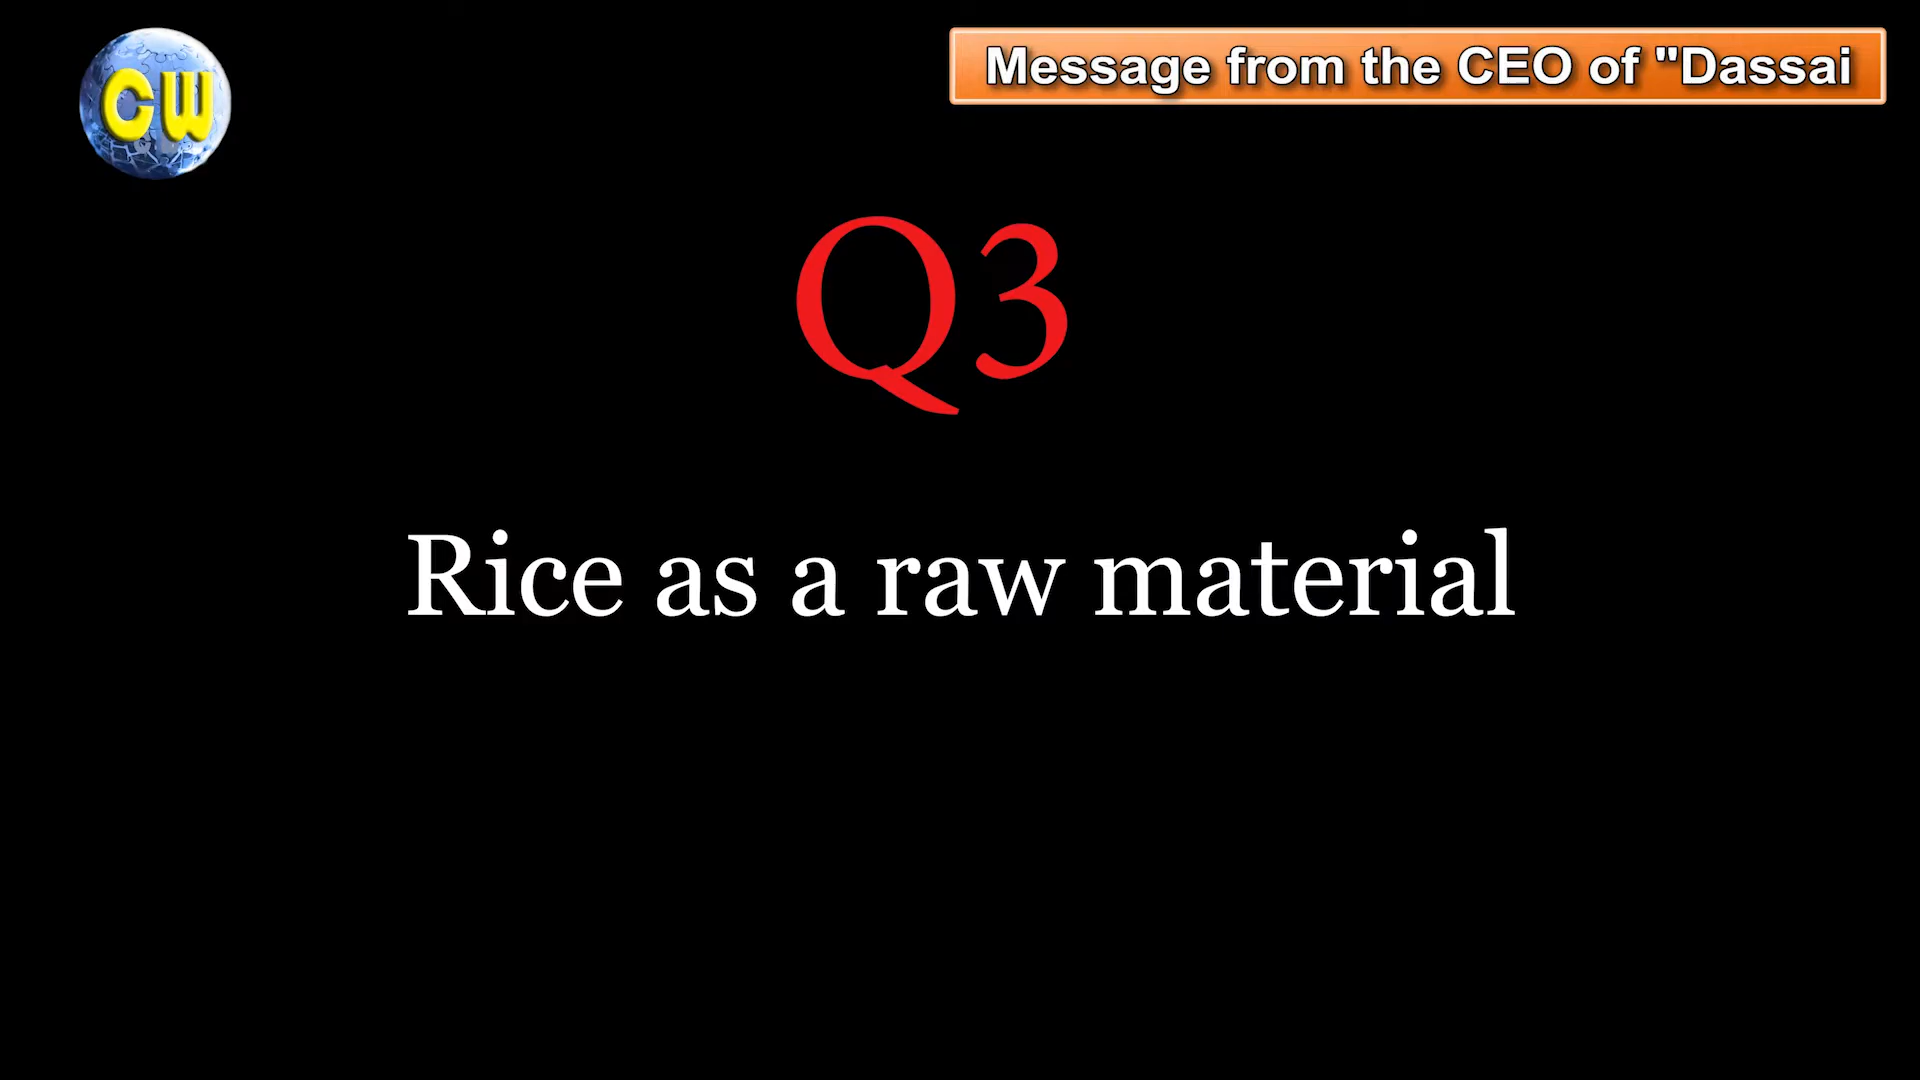 CW
Message from the CEO of "Dassai
Q3
Rice as a raw material